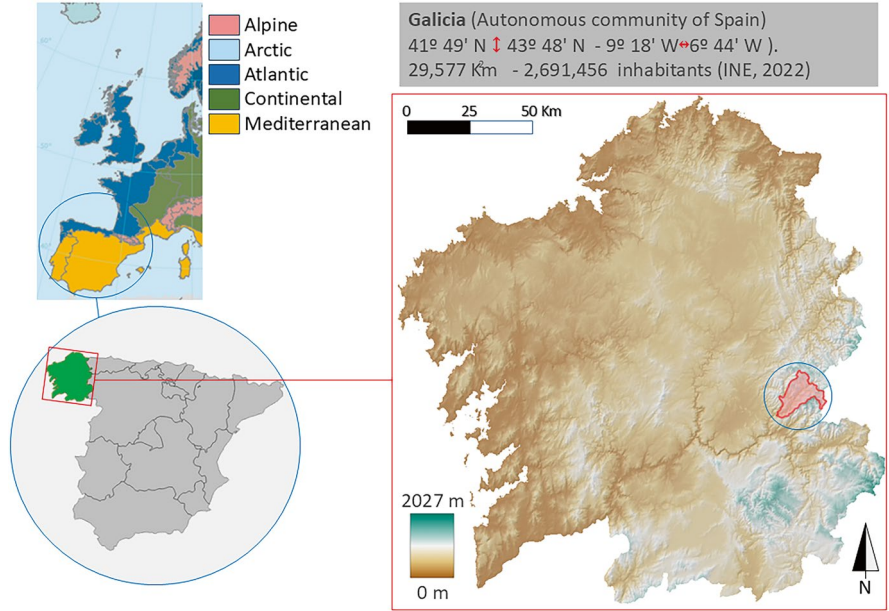 Alpine
Arctic
Atlantic
Continental
Mediterranean
Galicia (Autonomous community of Spain)
41º 49' N ↕ 43º 48' N - 9º 18' W↔6º 44' W ).
29,577 Km² - 2,691,456 inhabitants (INE, 2022)
0 25 50 Km
2027 m
0 m
N